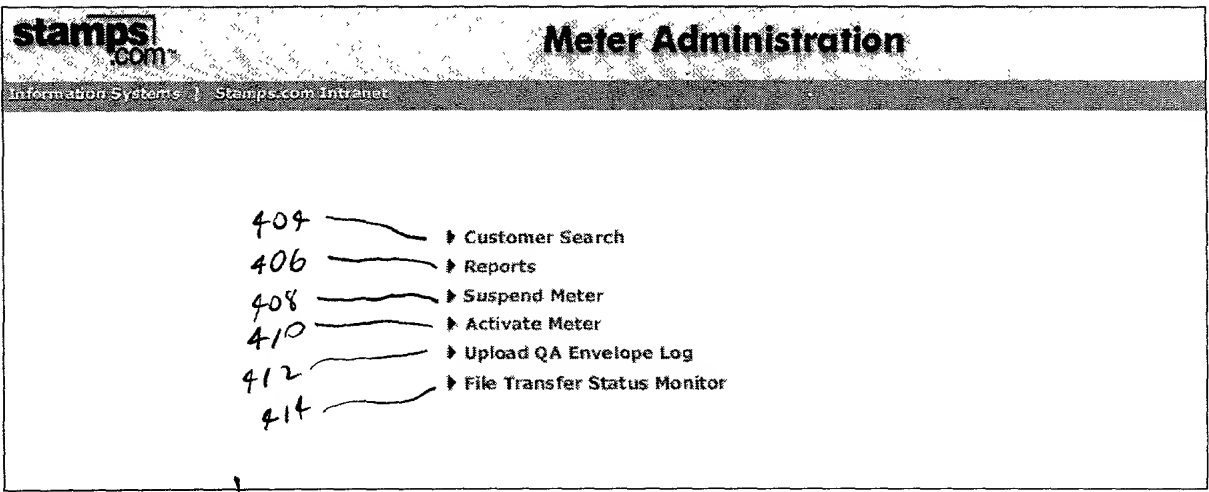 stamps.com™ Meter Administration
Information Systems | Stamps.com Intranet
404 Customer Search
406 Reports
408 Suspend Meter
410 Activate Meter
412 Upload QA Envelope Log
414 File Transfer Status Monitor